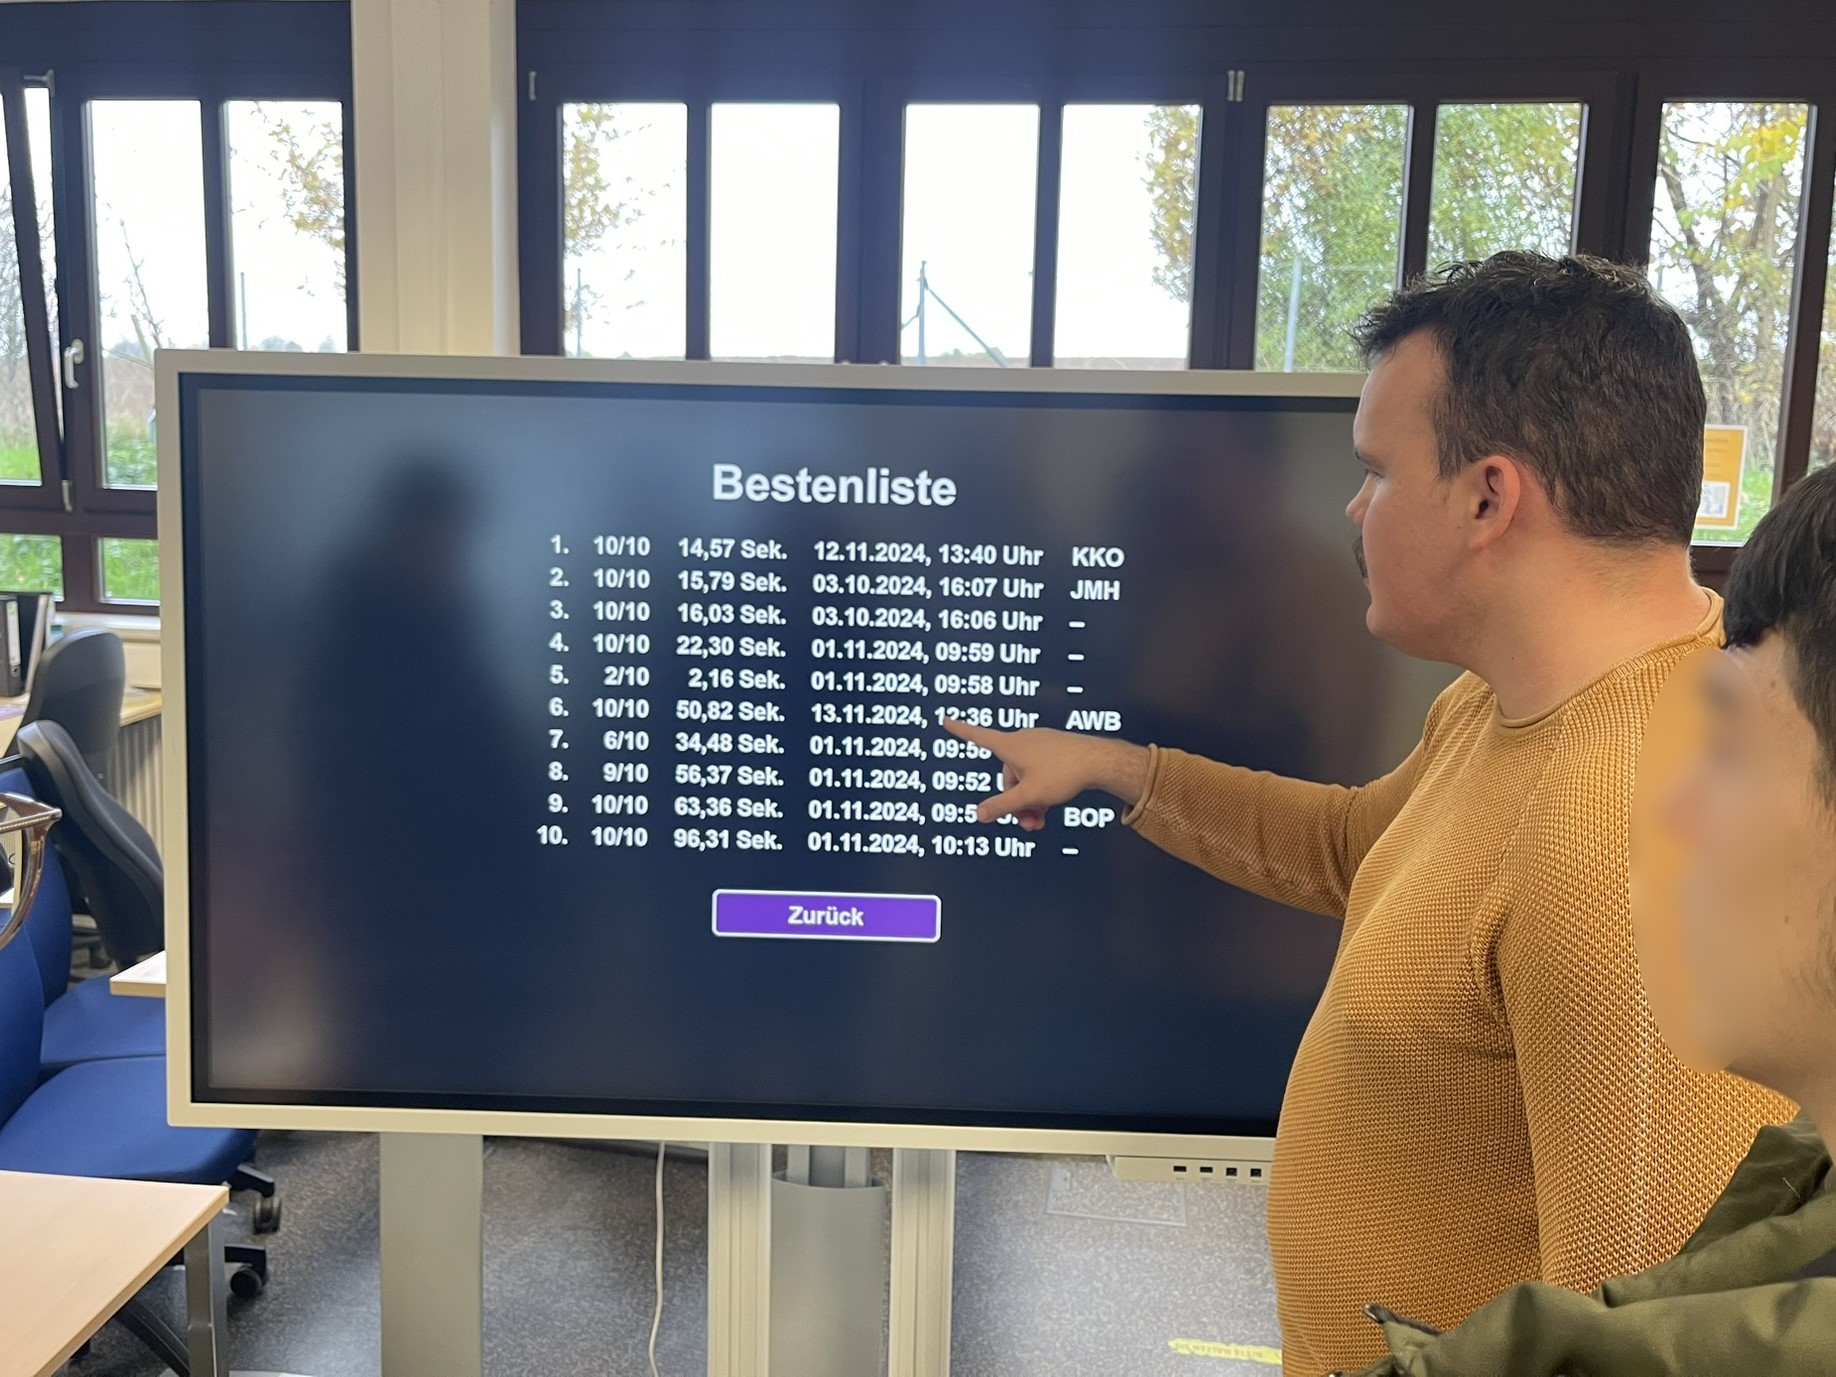 Bestenliste
1. 10/10 14,57 Sek. 12.11.2024, 13:40 Uhr KKO
2. 10/10 15,79 Sek. 03.10.2024, 16:07 Uhr JMH
3. 10/10 16,03 Sek. 03.10.2024, 16:06 Uhr –
4. 10/10 22,30 Sek. 01.11.2024, 09:59 Uhr –
5. 2/10 2,16 Sek. 01.11.2024, 09:58 Uhr –
6. 10/10 50,82 Sek. 13.11.2024, 12:36 Uhr AWB
7. 6/10 34,48 Sek. 01.11.2024, 09:58
8. 9/10 56,37 Sek. 01.11.2024, 09:52
9. 10/10 63,36 Sek. 01.11.2024, BOP
10. 10/10 96,31 Sek. 01.11.2024, 10:13 Uhr –
Zurück